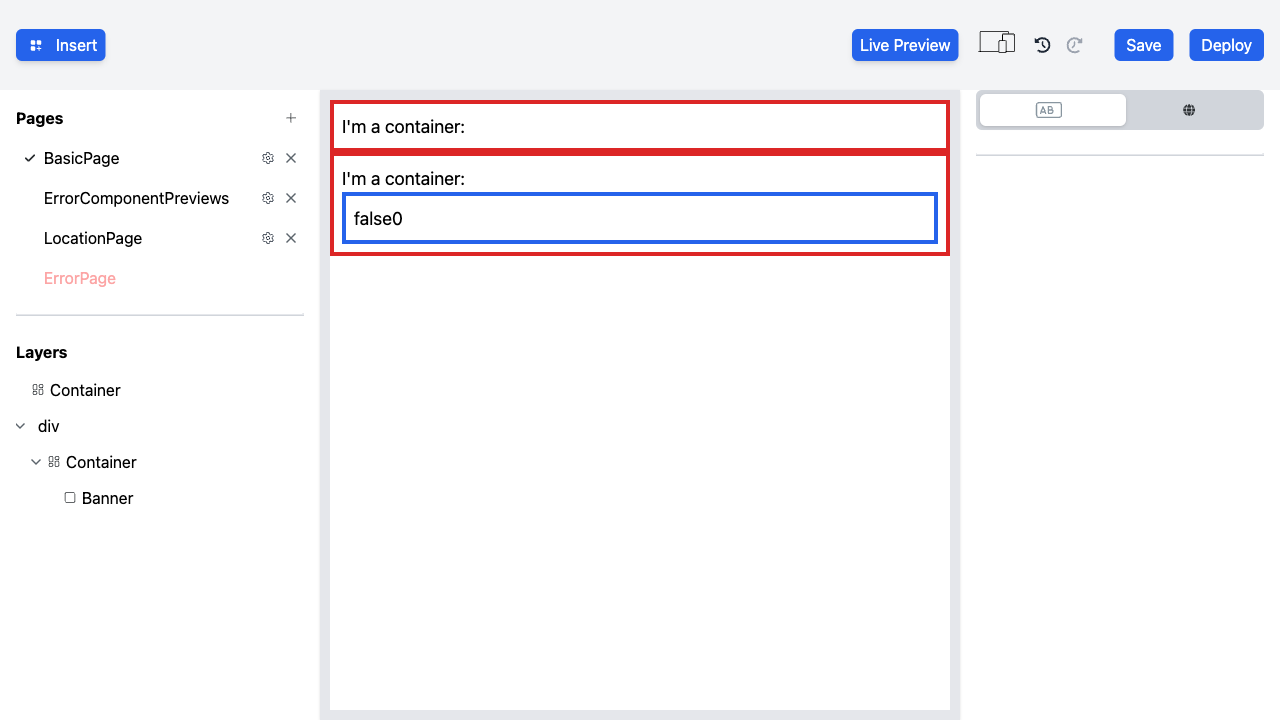 Insert
Live Preview
Save
Deploy
Pages
BasicPage
ErrorComponentPreviews
LocationPage
ErrorPage
Layers
Container
div
Container
Banner
I'm a container:
I'm a container:
false0
AB